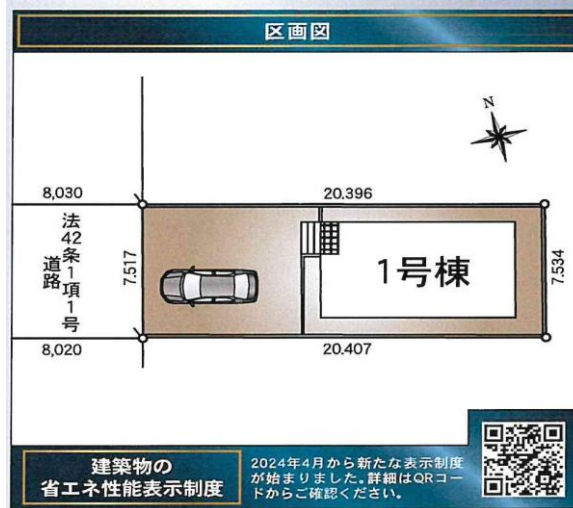 区画図
N
8,030
20.396
法42条1項1号
道路
7.517
1号棟
7.534
8,020
20.407
建築物の
省エネ性能表示制度
2024年4月から新たな表示制度
が始まりました。詳細はQRコー
ドからご確認ください。